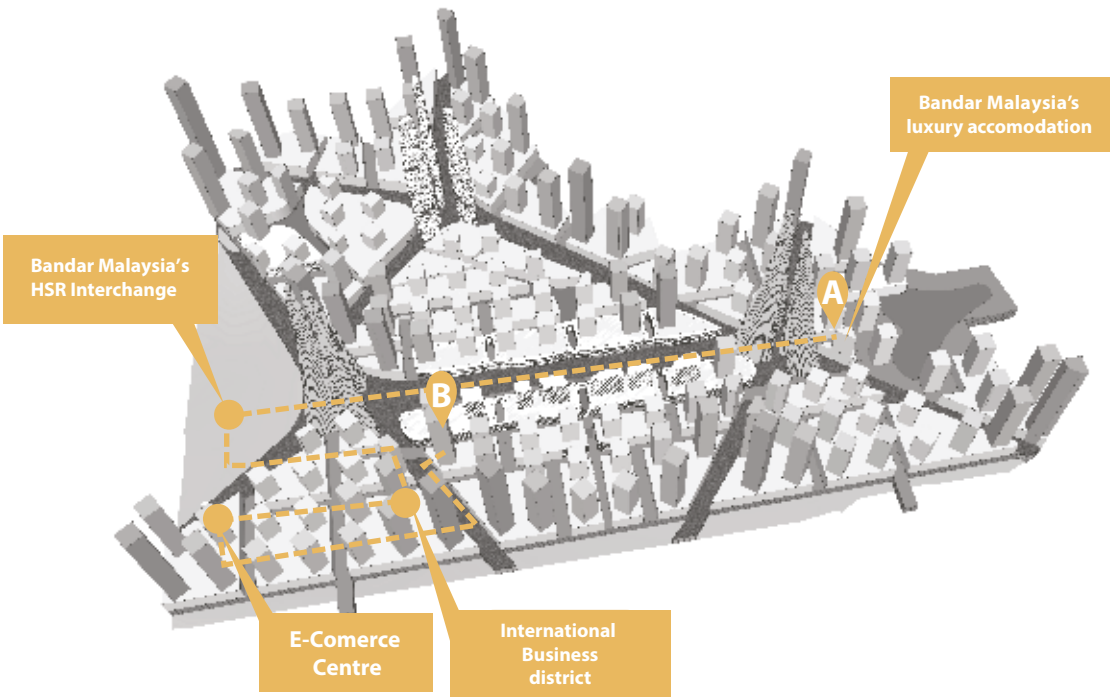 Bandar Malaysia's
luxury accomodation
Bandar Malaysia's
HSR Interchange
A
B
E-Comerce
Centre
International
Business
district